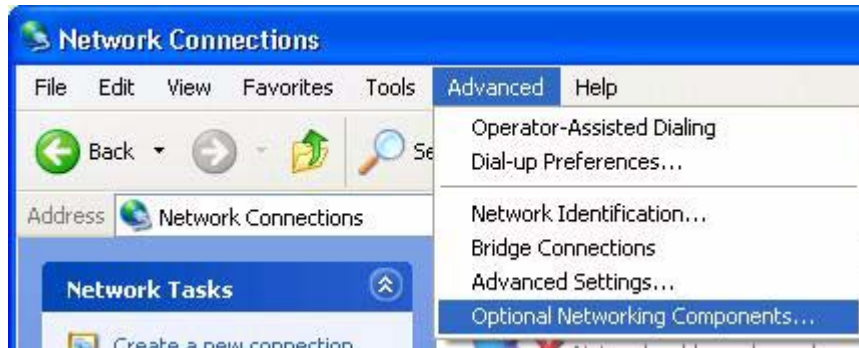 Network Connections
File Edit View Favorites Tools Advanced Help
Back
Operator-Assisted Dialing
Dial-up Preferences...
Address Network Connections
Network Identification...
Bridge Connections
Advanced Settings...
Optional Networking Components...
Network Tasks
Create a new connection